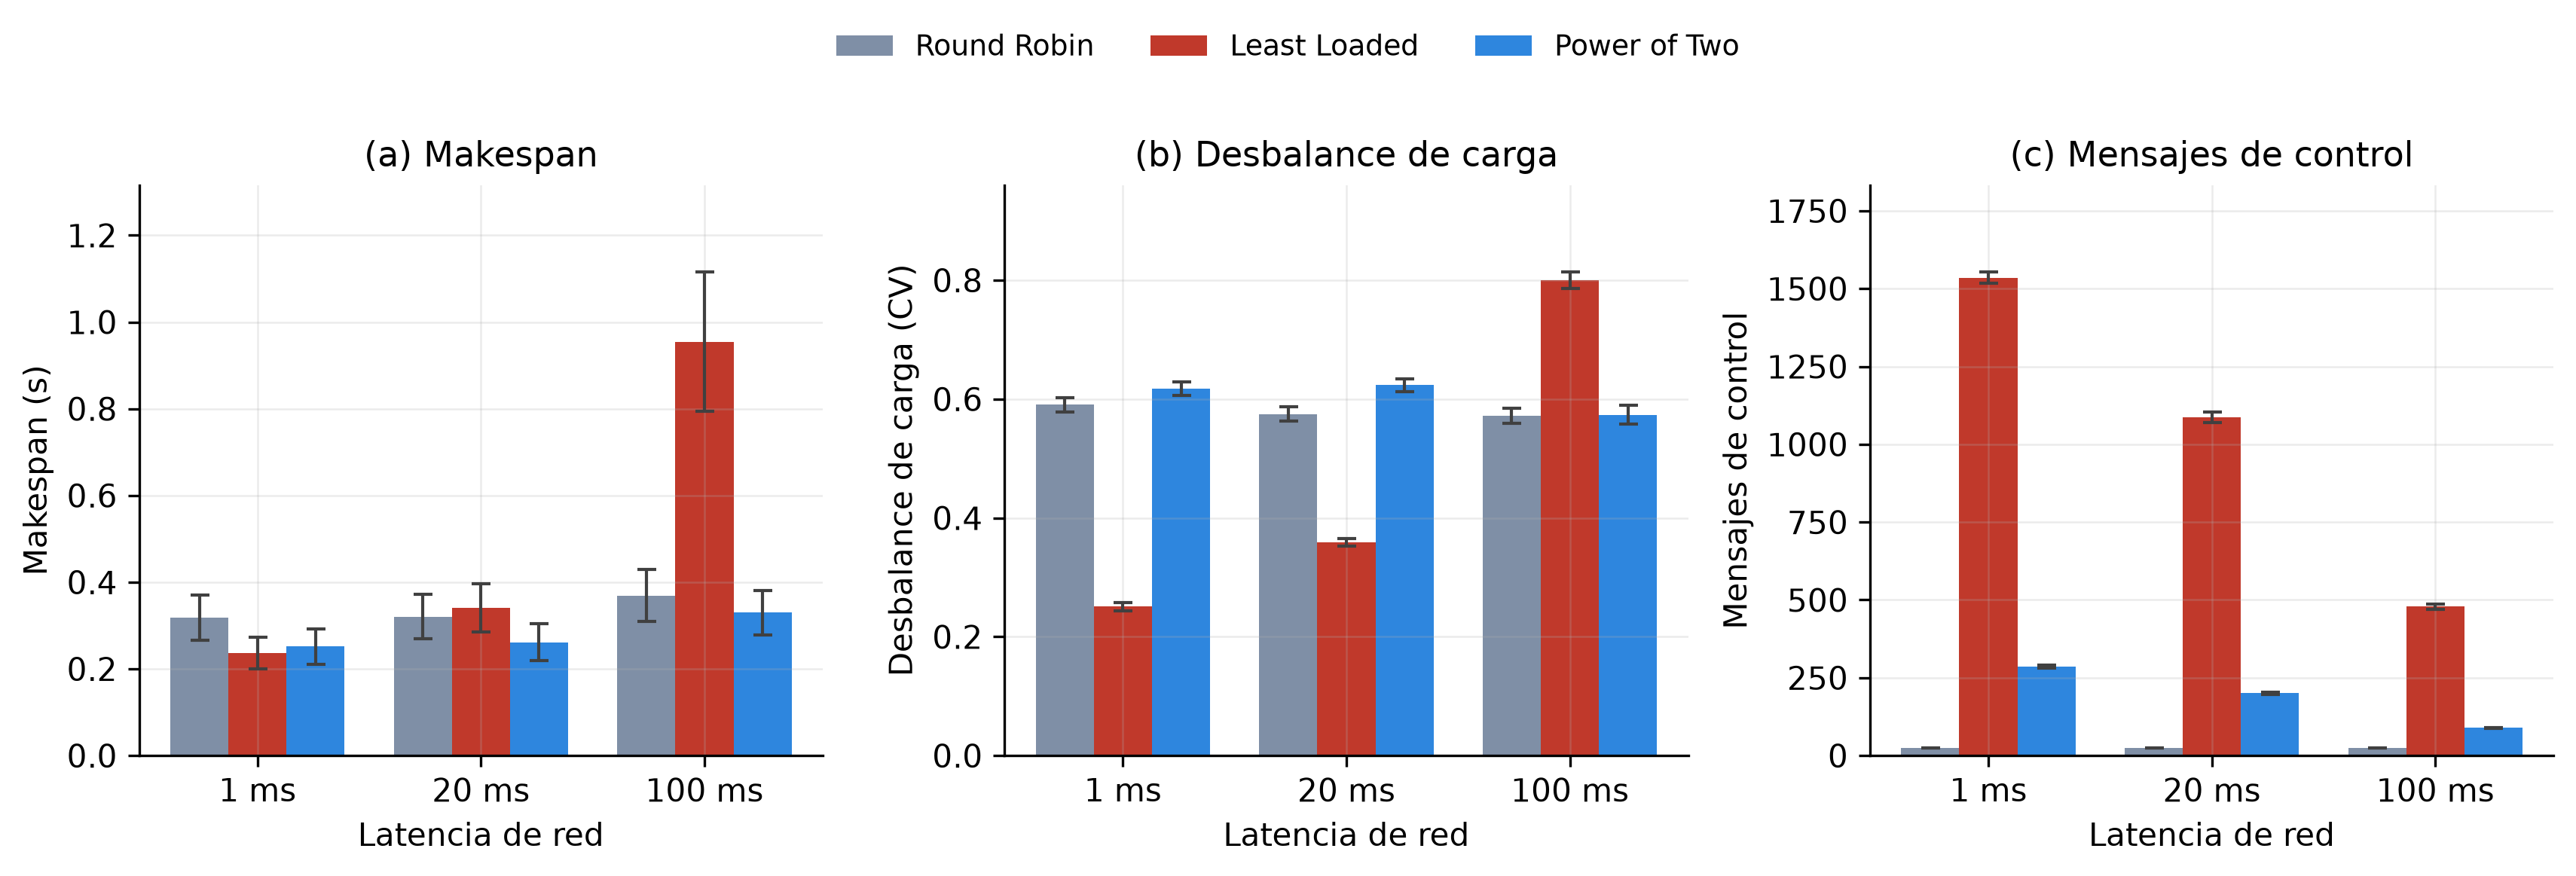 Round Robin
Least Loaded
Power of Two
(a) Makespan
Makespan (s)
1.2
1.0
0.8
0.6
0.4
0.2
0.0
1 ms
20 ms
100 ms
Latencia de red
(b) Desbalance de carga
Desbalance de carga (CV)
0.8
0.6
0.4
0.2
0.0
1 ms
20 ms
100 ms
Latencia de red
(c) Mensajes de control
Mensajes de control
1750
1500
1250
1000
750
500
250
0
1 ms
20 ms
100 ms
Latencia de red